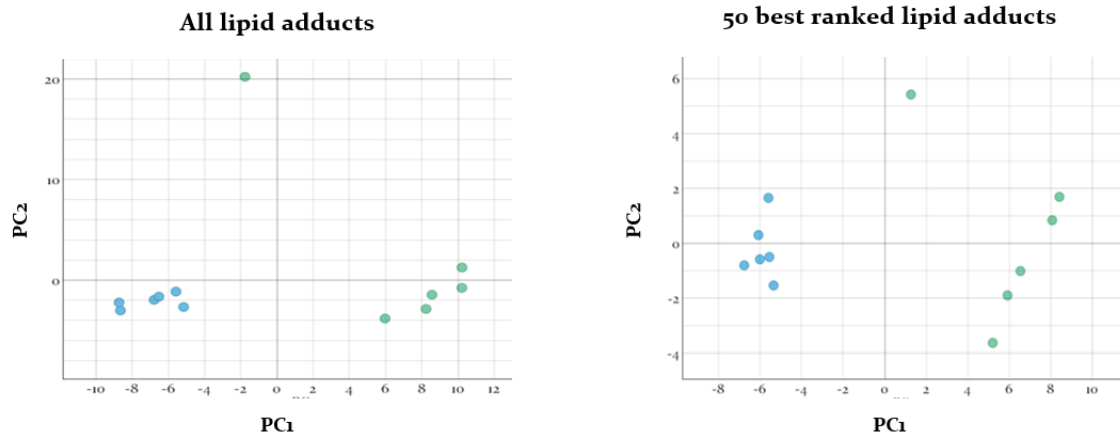 All lipid adducts
20
10
0
PC2
-10 -8 -6 -4 -2 0 2 4 6 8 10 12
PC1
50 best ranked lipid adducts
6
4
2
0
-2
-4
PC2
-8 -6 -4 -2 0 2 4 6 8 10
PC1